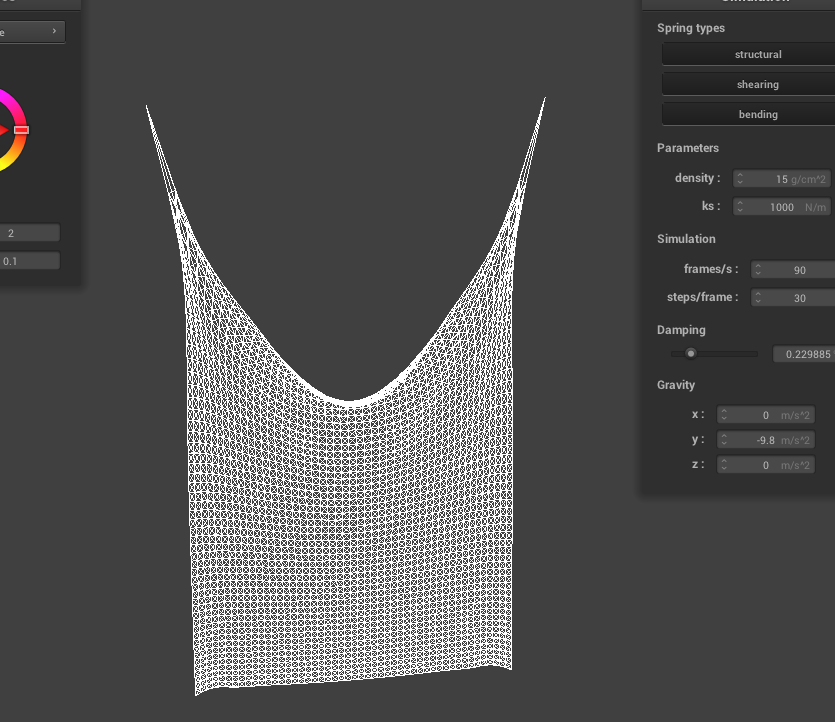 e
2
0.1
Spring types
structural
shearing
bending
Parameters
density : 15 g/cm^2
ks : 1000 N/m
Simulation
frames/s : 90
steps/frame : 30
Damping
0.229885
Gravity
x : 0 m/s^2
y : -9.8 m/s^2
z : 0 m/s^2